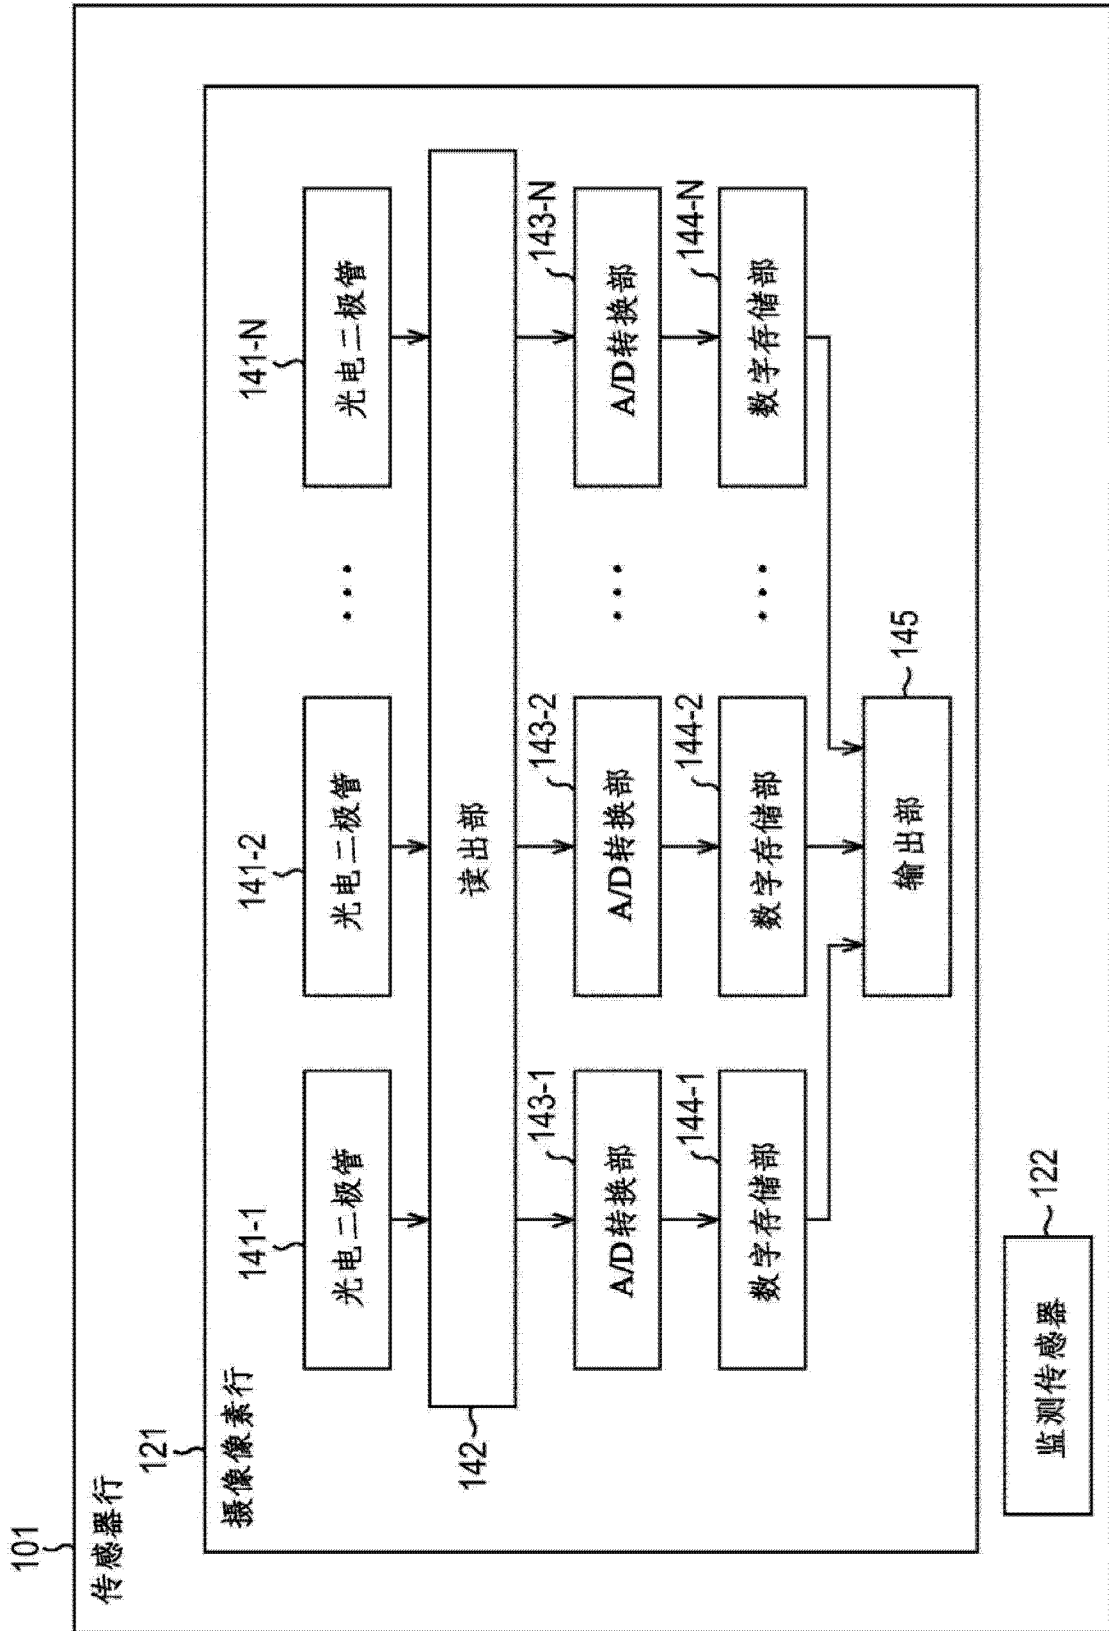 101
传感器行
121
摄像像素行
141-1
141-2
141-N
光电二极管
光电二极管
...
光电二极管
142
读出部
143-1
143-2
143-N
A/D转换部
A/D转换部
...
A/D转换部
144-1
144-2
144-N
数字存储部
数字存储部
...
数字存储部
145
输出部
122
监测传感器